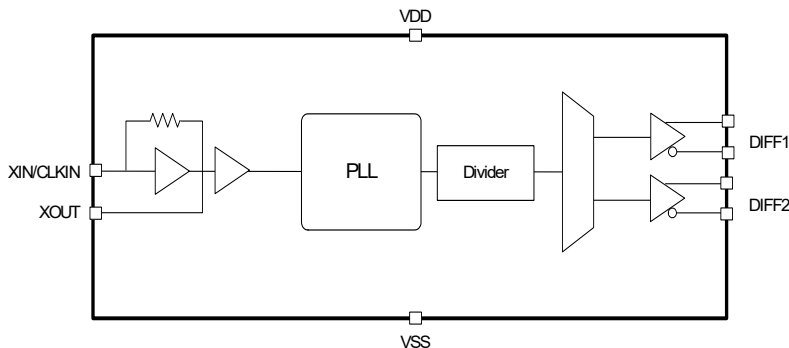 VDD
XIN/CLKIN
XOUT
PLL
Divider
DIFF1
DIFF2
VSS